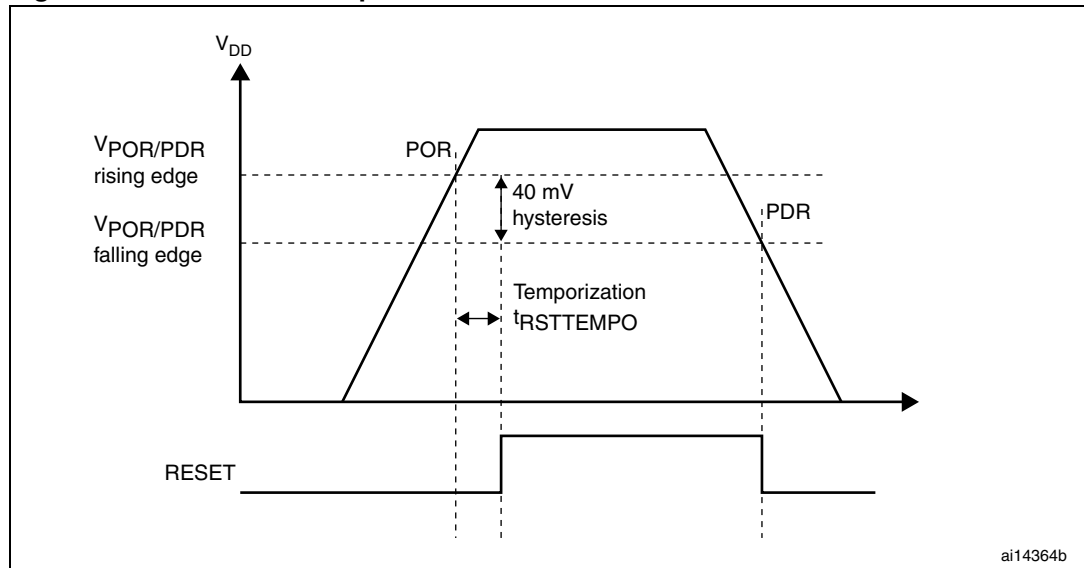 V_DD
V_POR/PDR
rising edge
POR
40 mV
hysteresis
V_POR/PDR
falling edge
PDR
Temporization
t_RSTTEMPO
RESET
ai14364b